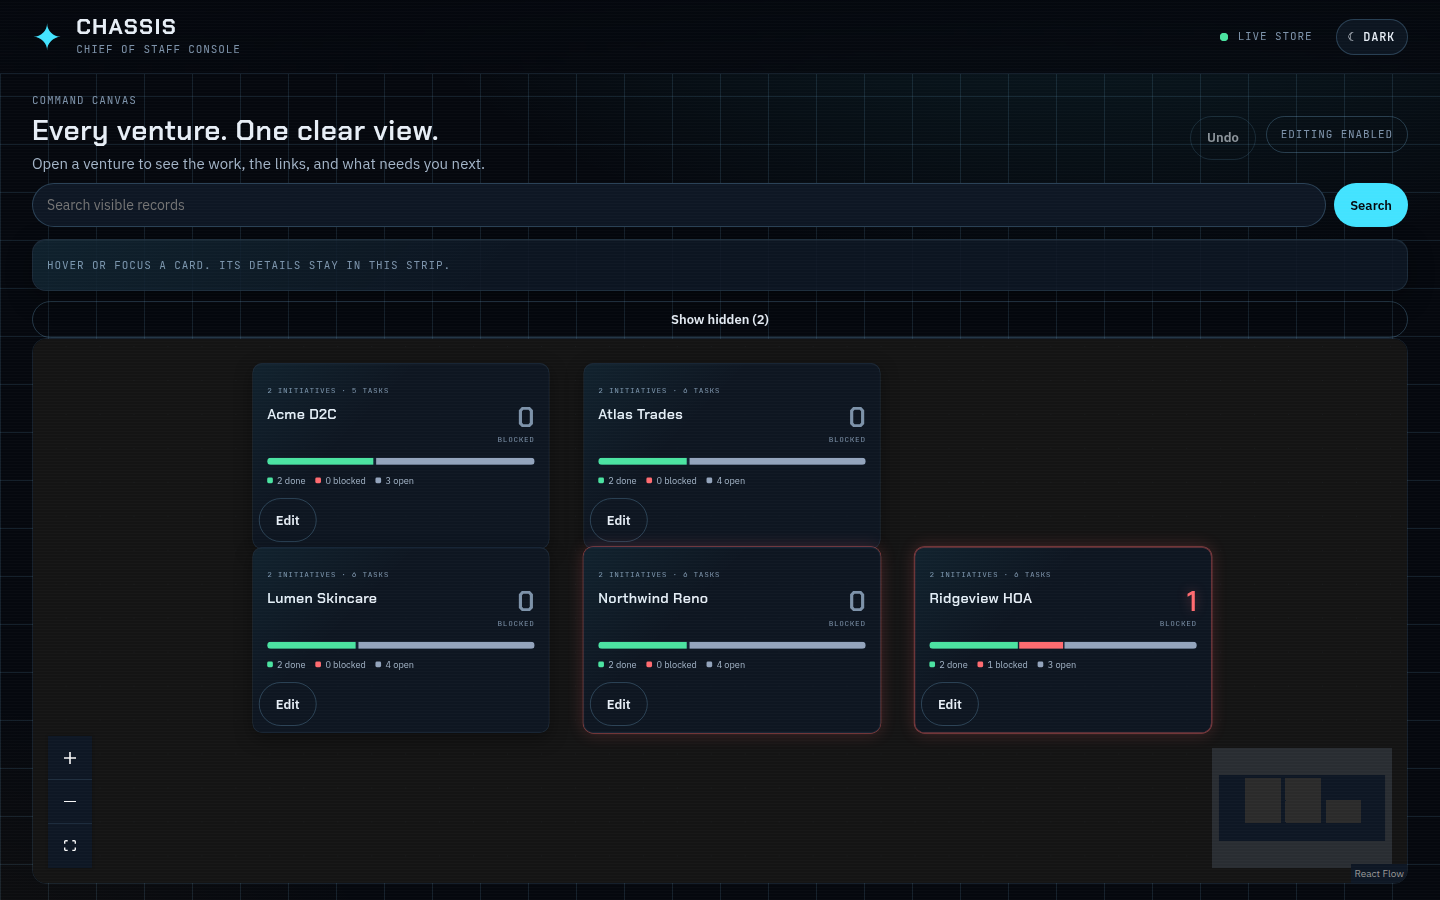 CHASSIS
CHIEF OF STAFF CONSOLE
LIVE STORE
☾ DARK
COMMAND CANVAS
Every venture. One clear view.
Open a venture to see the work, the links, and what needs you next.
Undo
EDITING ENABLED
Search visible records
Search
HOVER OR FOCUS A CARD. ITS DETAILS STAY IN THIS STRIP.
Show hidden (2)
2 INITIATIVES · 5 TASKS
Acme D2C
0
BLOCKED
2 done 0 blocked 3 open
Edit
2 INITIATIVES · 6 TASKS
Atlas Trades
0
BLOCKED
2 done 0 blocked 4 open
Edit
2 INITIATIVES · 6 TASKS
Lumen Skincare
0
BLOCKED
2 done 0 blocked 4 open
Edit
2 INITIATIVES · 6 TASKS
Northwind Reno
0
BLOCKED
2 done 0 blocked 4 open
Edit
2 INITIATIVES · 6 TASKS
Ridgeview HOA
1
BLOCKED
2 done 1 blocked 3 open
Edit
React Flow